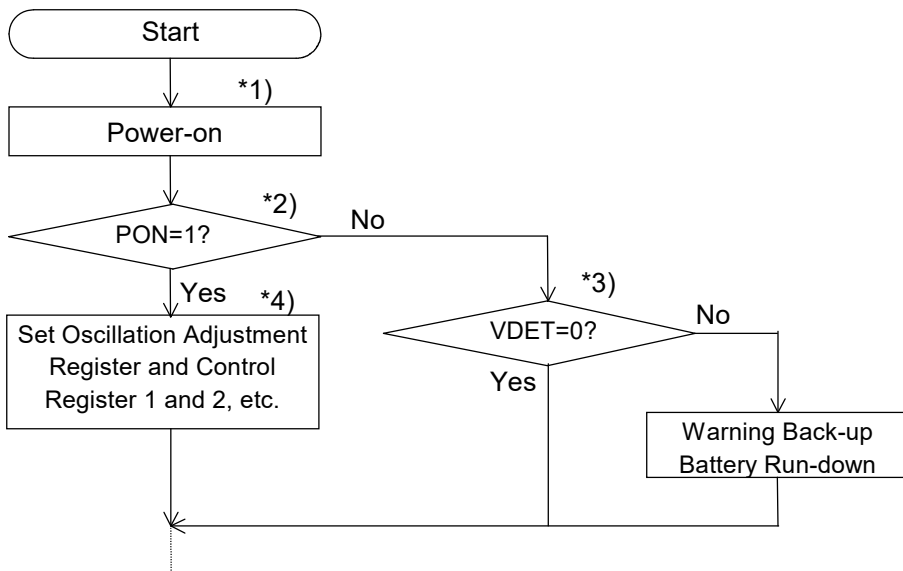 Start
*1)
Power-on
*2)
PON=1?
No
Yes
*4)
Set Oscillation Adjustment
Register and Control
Register 1 and 2, etc.
*3)
VDET=0?
No
Yes
Warning Back-up
Battery Run-down